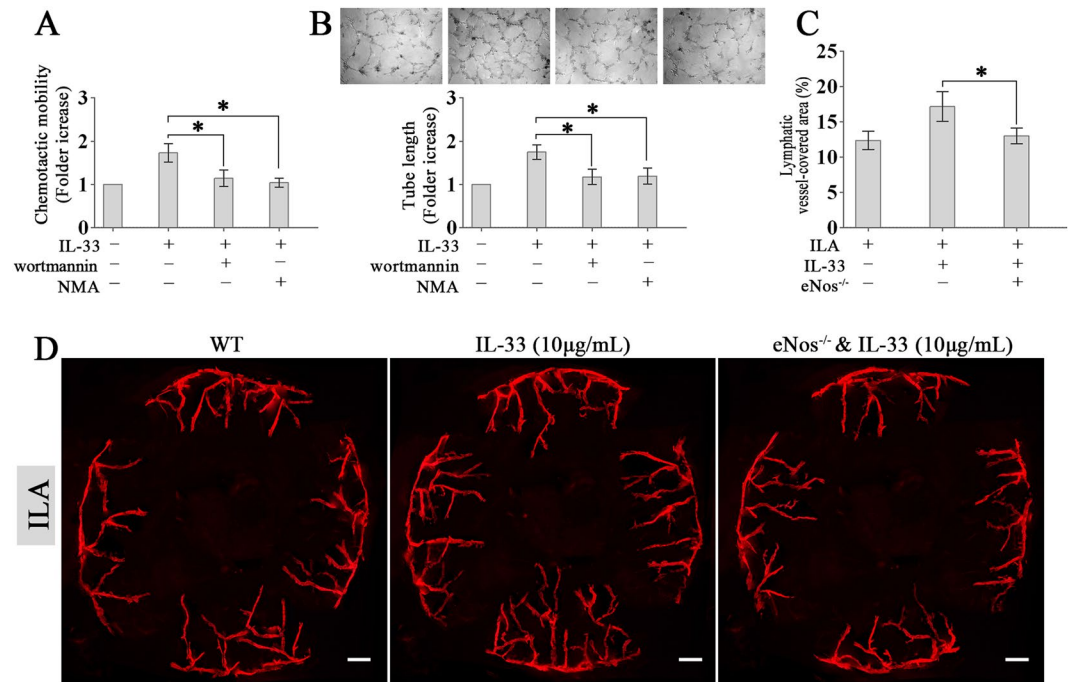 A
Chemotactic mobility
(Folder icrease)
3
2
1
0
*
*
IL-33 – + + +
wortmannin – – + –
NMA – – – +
B
Tube length
(Folder icrease)
3
2
1
0
*
*
IL-33 – + + +
wortmannin – – + –
NMA – – – +
C
Lymphatic
vessel-covered area (%)
25
20
15
10
5
0
*
ILA + + +
IL-33 – + +
eNos-/- – – +
D
WT
IL-33 (10μg/mL)
eNos-/- & IL-33 (10μg/mL)
ILA